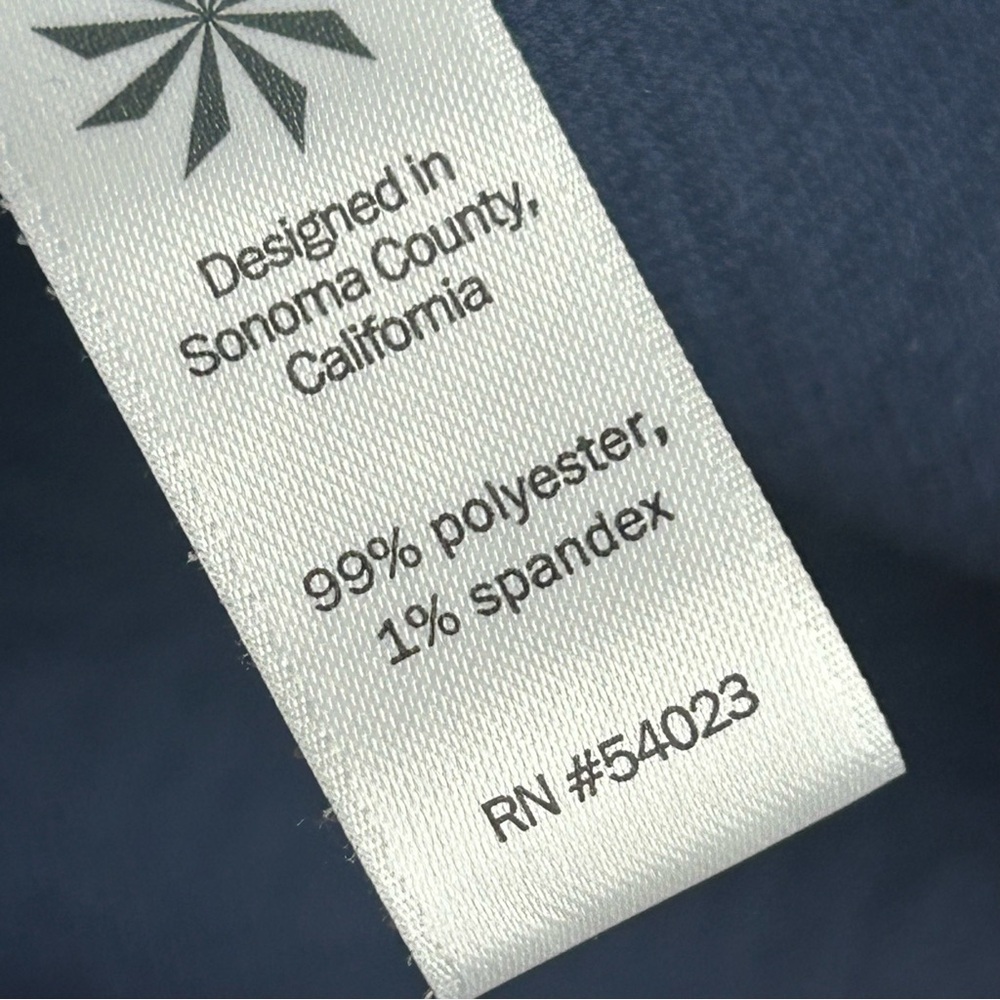 Designed in
Sonoma County,
California
99% polyester,
1% spandex
RN #54023